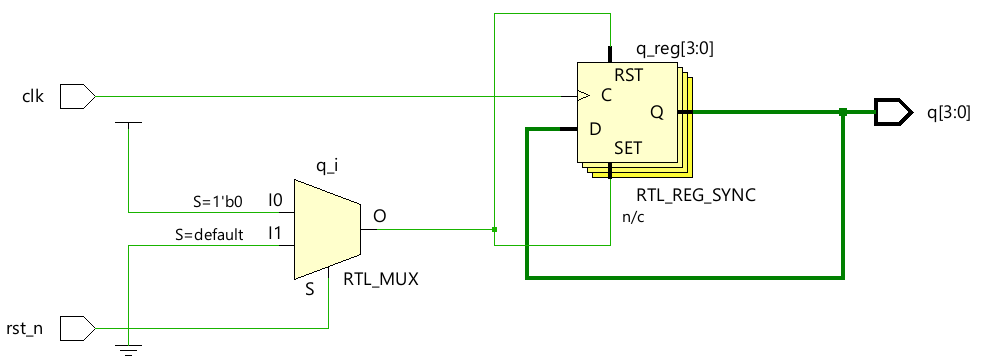 q_reg[3:0]
RST
clk
C
Q
q[3:0]
D
SET
q_i
RTL_REG_SYNC
S=1'b0
I0
n/c
O
S=default
I1
RTL_MUX
S
rst_n